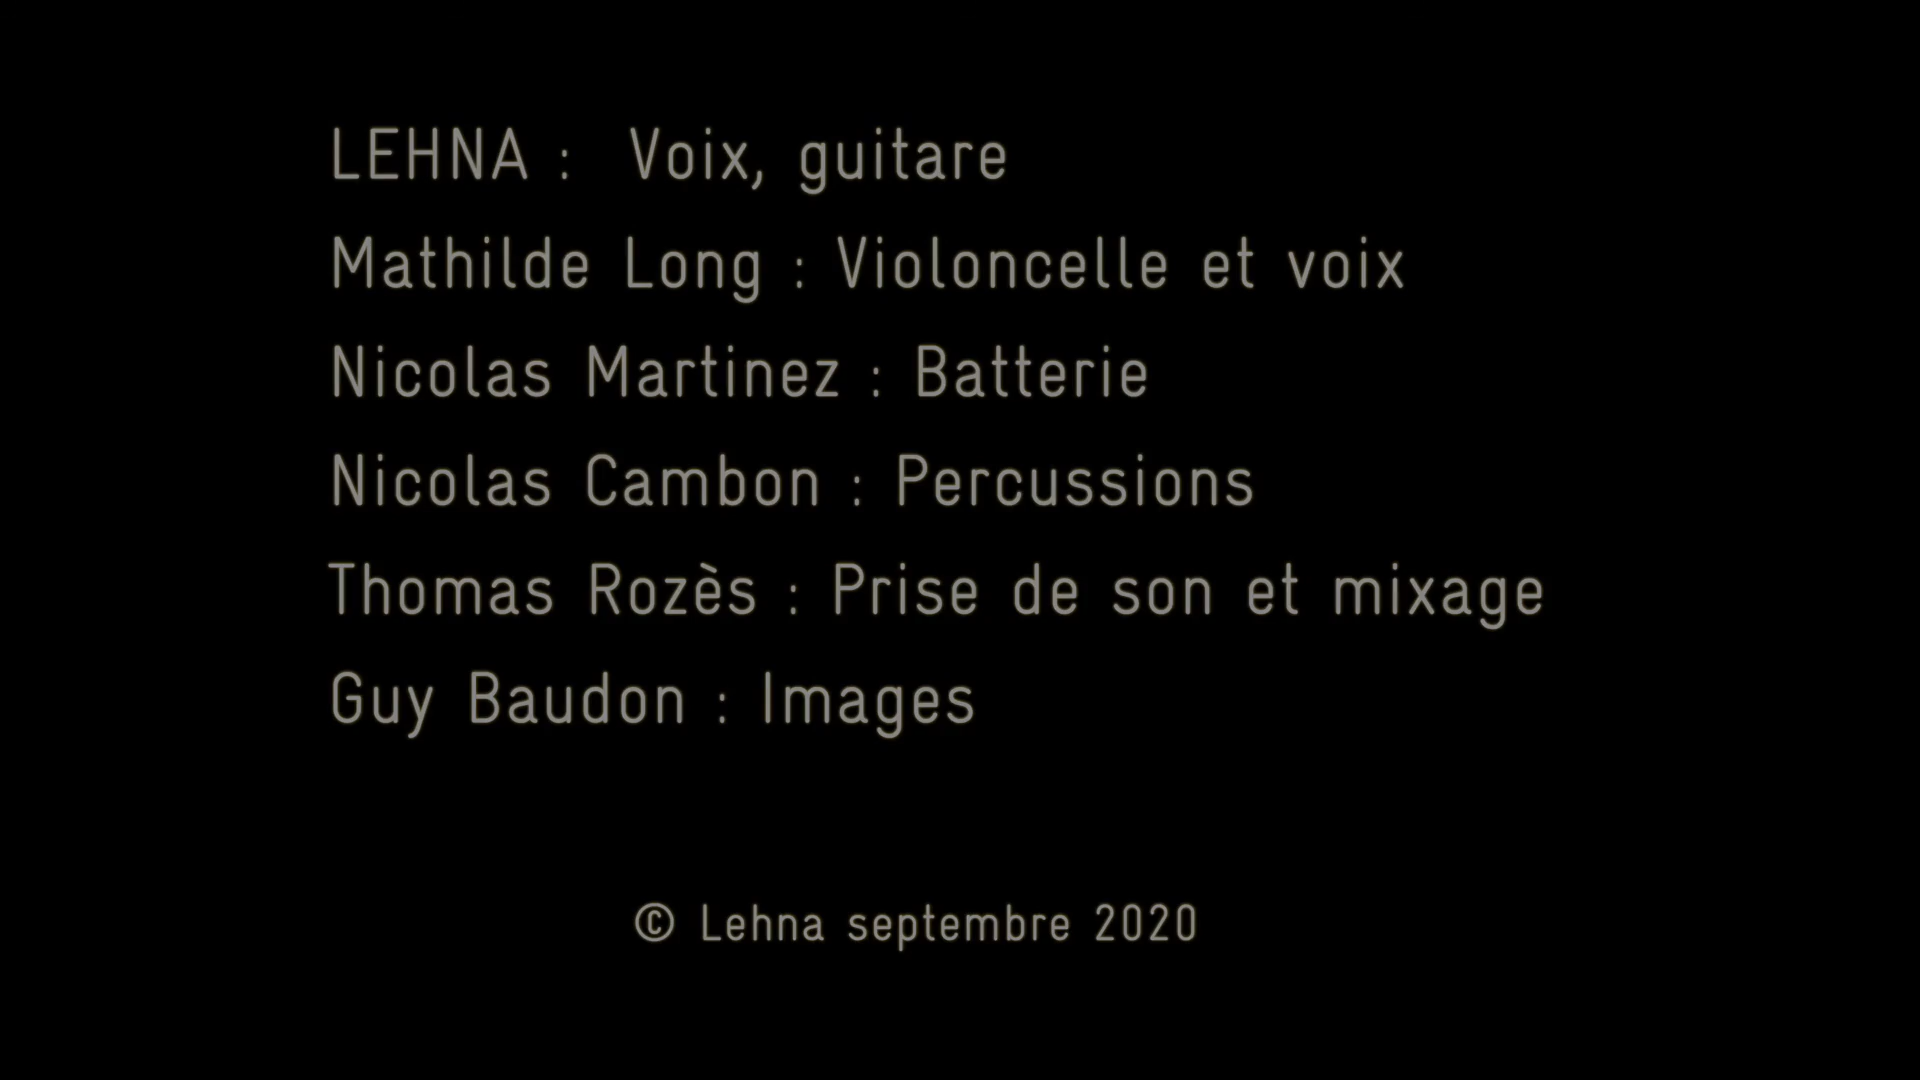 LEHNA : Voix, guitare
Mathilde Long : Violoncelle et voix
Nicolas Martinez : Batterie
Nicolas Cambon : Percussions
Thomas Rozès : Prise de son et mixage
Guy Baudon : Images
© Lehna septembre 2020